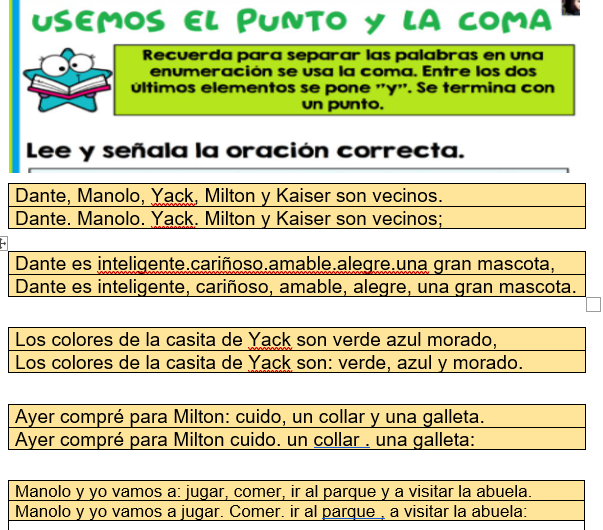 USEMOS EL PUNTO Y LA COMA
Recuerda para separar las palabras en una
enumeración se usa la coma. Entre los dos
últimos elementos se pone "y". Se termina con
un punto.
Lee y señala la oración correcta.
Dante, Manolo, Yack, Milton y Kaiser son vecinos.
Dante. Manolo. Yack. Milton y Kaiser son vecinos;
Dante es inteligente.cariñoso.amable.alegre.una gran mascota,
Dante es inteligente, cariñoso, amable, alegre, una gran mascota.
Los colores de la casita de Yack son verde azul morado,
Los colores de la casita de Yack son: verde, azul y morado.
Ayer compré para Milton: cuido, un collar y una galleta.
Ayer compré para Milton cuido. un collar . una galleta:
Manolo y yo vamos a: jugar, comer, ir al parque y a visitar la abuela.
Manolo y yo vamos a jugar. Comer. ir al parque , a visitar la abuela: